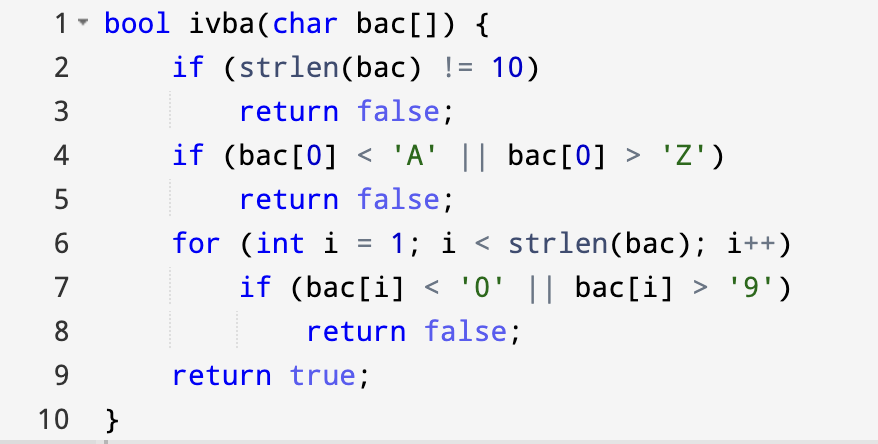 1 bool ivba(char bac[]) {
2 if (strlen(bac) != 10)
3 return false;
4 if (bac[0] < 'A' || bac[0] > 'Z')
5 return false;
6 for (int i = 1; i < strlen(bac); i++)
7 if (bac[i] < '0' || bac[i] > '9')
8 return false;
9 return true;
10 }